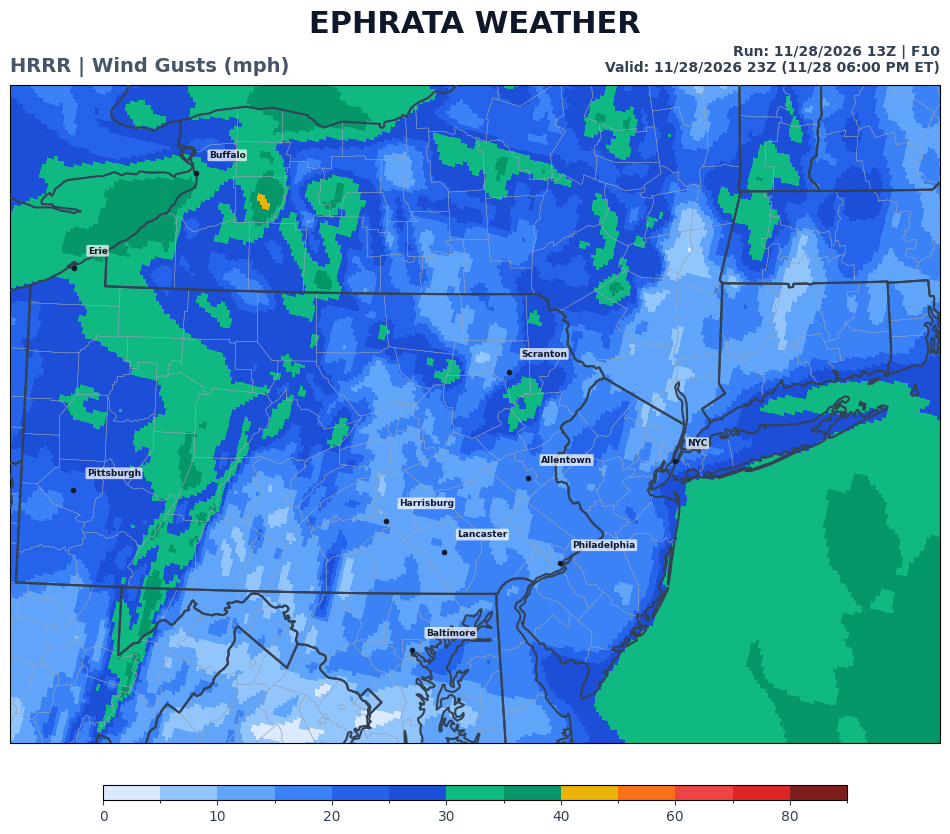 EPHRATA WEATHER
HRRR | Wind Gusts (mph)
Run: 11/28/2026 13Z | F10
Valid: 11/28/2026 23Z (11/28 06:00 PM ET)
Buffalo
Erie
Scranton
NYC
Allentown
Pittsburgh
Harrisburg
Lancaster
Philadelphia
Baltimore
0 10 20 30 40 50 60 70 80